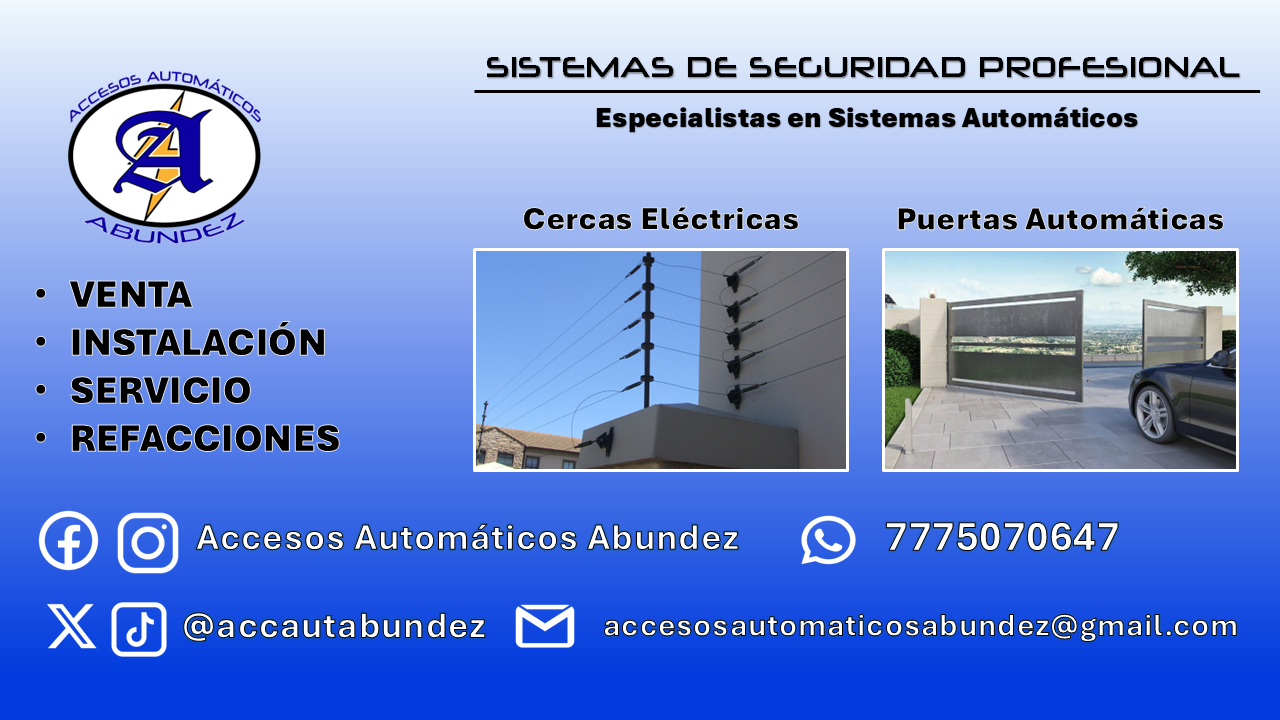 ACCESOS AUTOMÁTICOS
A
ABUNDEZ
SISTEMAS DE SEGURIDAD PROFESIONAL
Especialistas en Sistemas Automáticos
• VENTA
• INSTALACIÓN
• SERVICIO
• REFACCIONES
Cercas Eléctricas
Puertas Automáticas
Accesos Automáticos Abundez
7775070647
@accautabundez
accesosautomaticosabundez@gmail.com